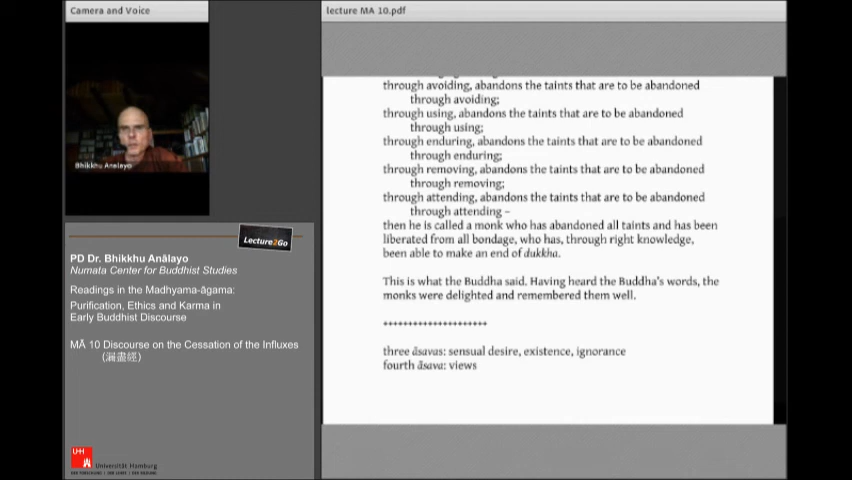 Camera and Voice
Bhikkhu Analayo
Lecture2Go
PD Dr. Bhikkhu Anālayo
Numata Center for Buddhist Studies
Readings in the Madhyama-āgama:
Purification, Ethics and Karma in
Early Buddhist Discourse
MĀ 10 Discourse on the Cessation of the Influxes
(漏盡經)
UH
Universität Hamburg
DER FORSCHUNG | DER LEHRE | DER BILDUNG
lecture MA 10.pdf
through avoiding, abandons the taints that are to be abandoned
through avoiding;
through using, abandons the taints that are to be abandoned
through using;
through enduring, abandons the taints that are to be abandoned
through enduring;
through removing, abandons the taints that are to be abandoned
through removing;
through attending, abandons the taints that are to be abandoned
through attending –
then he is called a monk who has abandoned all taints and has been
liberated from all bondage, who has, through right knowledge,
been able to make an end of dukkha.
This is what the Buddha said. Having heard the Buddha's words, the
monks were delighted and remembered them well.
++++++++++++++++++++++
three āsavas: sensual desire, existence, ignorance
fourth āsava: views